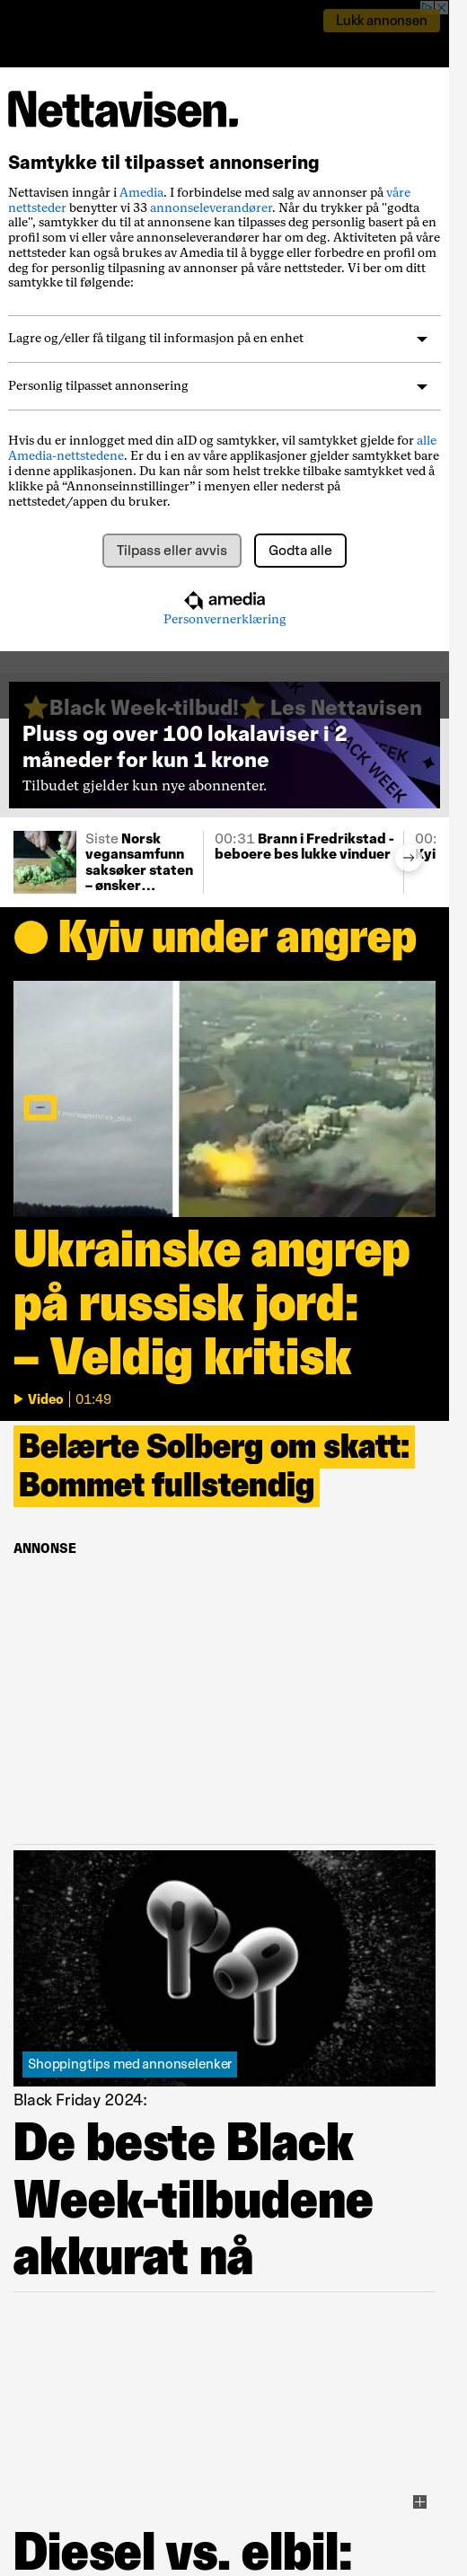 Lukk annonsen
Nettavisen.
Samtykke til tilpasset annonsering
Nettavisen inngår i Amedia. I forbindelse med salg av annonser på våre
nettsteder benytter vi 33 annonseleverandører. Når du trykker på "godta
alle", samtykker du til at annonsene kan tilpasses deg personlig basert på en
profil som vi eller våre annonseleverandører har om deg. Aktiviteten på våre
nettsteder kan også brukes av Amedia til å bygge eller forbedre en profil om
deg for personlig tilpasning av annonser på våre nettsteder. Vi ber om ditt
samtykke til følgende:
Lagre og/eller få tilgang til informasjon på en enhet
Personlig tilpasset annonsering
Hvis du er innlogget med din aID og samtykker, vil samtykket gjelde for alle
Amedia-nettstedene. Er du i en av våre applikasjoner gjelder samtykket bare
i denne applikasjonen. Du kan når som helst trekke tilbake samtykket ved å
klikke på “Annonseinnstillinger” i menyen eller nederst på
nettstedet/appen du bruker.
Tilpass eller avvis
Godta alle
amedia
Personvernerklæring
⭐Black Week-tilbud!⭐ Les Nettavisen
Pluss og over 100 lokalaviser i 2
måneder for kun 1 krone
Tilbudet gjelder kun nye abonnenter.
BLACK WEEK
Siste Norsk
vegansamfunn
saksøker staten
– ønsker…
00:31 Brann i Fredrikstad -
beboere bes lukke vinduer
00:
Kyi
Kyiv under angrep
Ukrainske angrep
på russisk jord:
– Veldig kritisk
Video | 01:49
Belærte Solberg om skatt:
Bommet fullstendig
ANNONSE
Shoppingtips med annonselenker
Black Friday 2024:
De beste Black
Week-tilbudene
akkurat nå
Diesel vs. elbil: